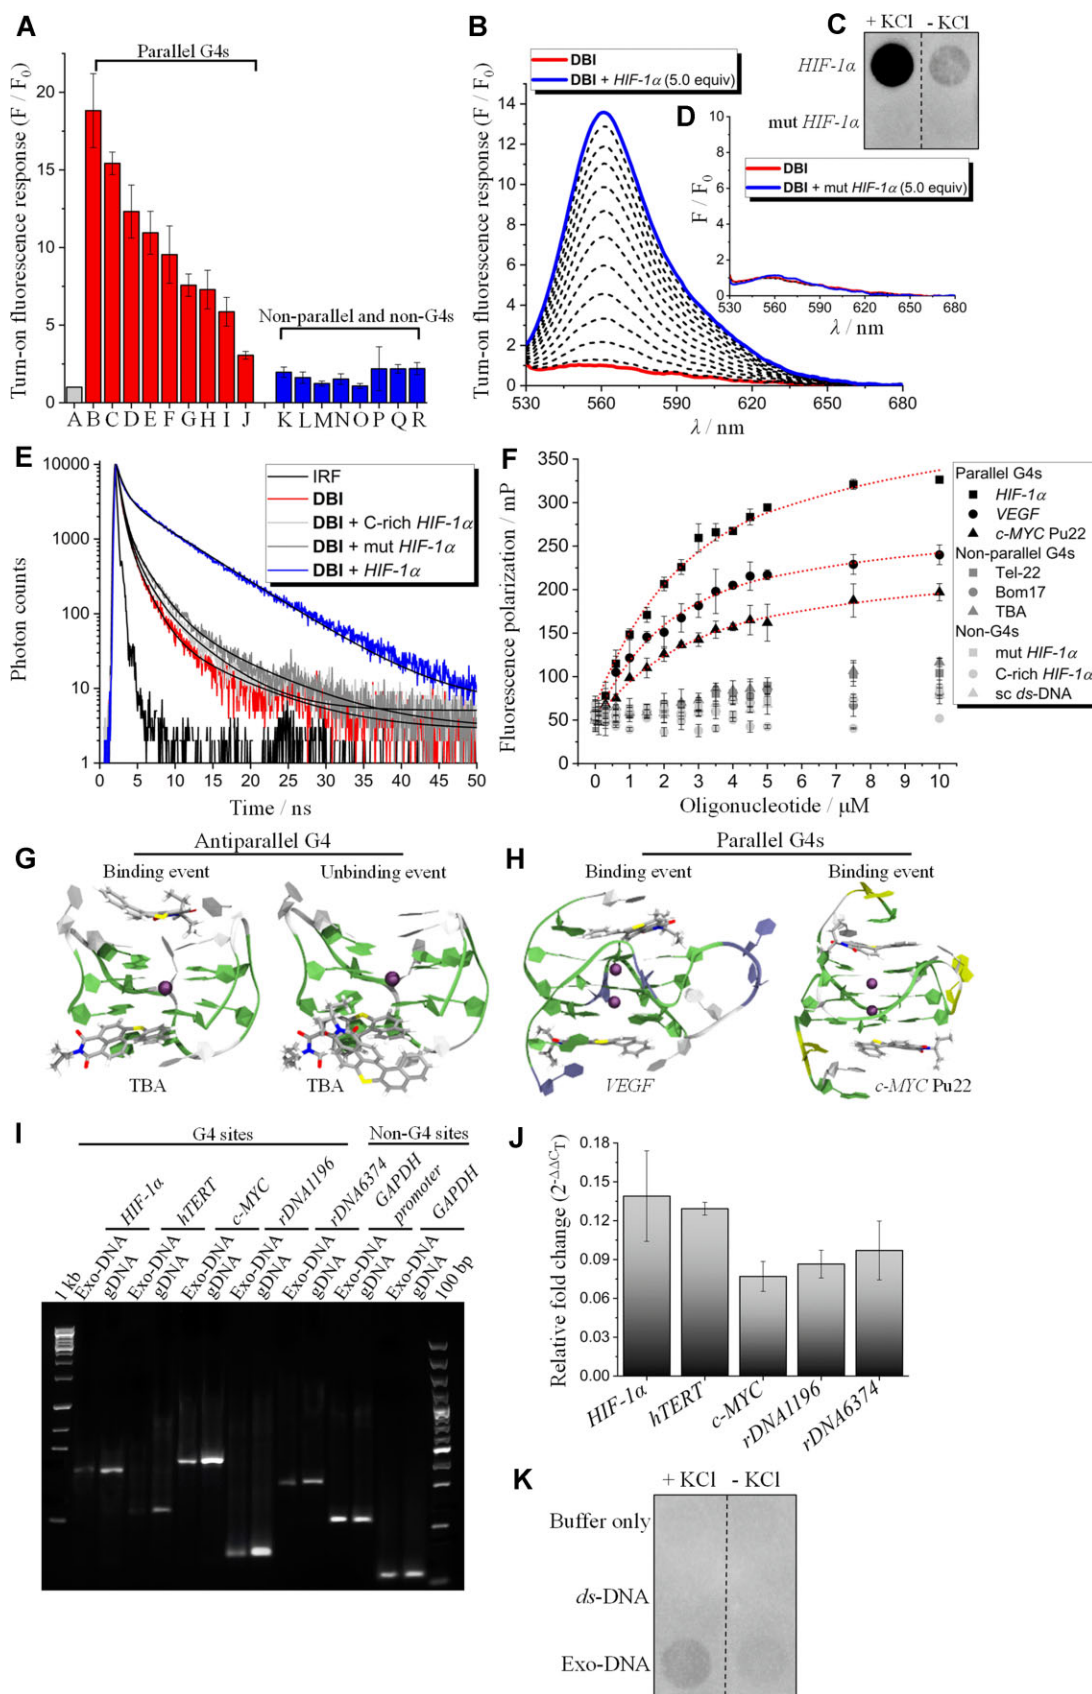 A
Parallel G4s
Turn-on fluorescence response (F / F₀)
20
15
10
5
0
Non-parallel and non-G4s
A B C D E F G H I J K L M N O P Q R
B
DBI
DBI + HIF-1α (5.0 equiv)
Turn-on fluorescence response (F / F₀)
14
12
10
8
6
4
2
0
530 560 590 620 650 680
λ / nm
C
+ KCl - KCl
HIF-1α
mut HIF-1α
D
DBI
DBI + mut HIF-1α (5.0 equiv)
F / F₀
10
8
6
4
2
0
530 560 590 620 650 680
λ / nm
E
IRF
DBI
DBI + C-rich HIF-1α
DBI + mut HIF-1α
DBI + HIF-1α
Photon counts
10000
1000
100
10
1
5 10 15 20 25 30 35 40 45 50
Time / ns
F
Fluorescence polarization / mP
350
300
250
200
150
100
50
0
0 1 2 3 4 5 6 7 8 9 10
Oligonucleotide / μM
Parallel G4s
HIF-1α
VEGF
c-MYC Pu22
Non-parallel G4s
Tel-22
Bom17
TBA
Non-G4s
mut HIF-1α
C-rich HIF-1α
sc ds-DNA
G
Antiparallel G4
Binding event Unbinding event
TBA TBA
H
Parallel G4s
Binding event Binding event
VEGF c-MYC Pu22
I
G4 sites Non-G4 sites
HIF-1α hTERT c-MYC rDNA1196 rDNA6374 GAPDH promoter GAPDH
1 kb Exo-DNA gDNA Exo-DNA gDNA Exo-DNA gDNA Exo-DNA gDNA Exo-DNA gDNA Exo-DNA gDNA Exo-DNA gDNA 100 bp
J
Relative fold change (2^-ΔΔC_T)
0.18
0.15
0.12
0.09
0.06
0.03
0.00
HIF-1α hTERT c-MYC rDNA1196 rDNA6374
K
+ KCl - KCl
Buffer only
ds-DNA
Exo-DNA